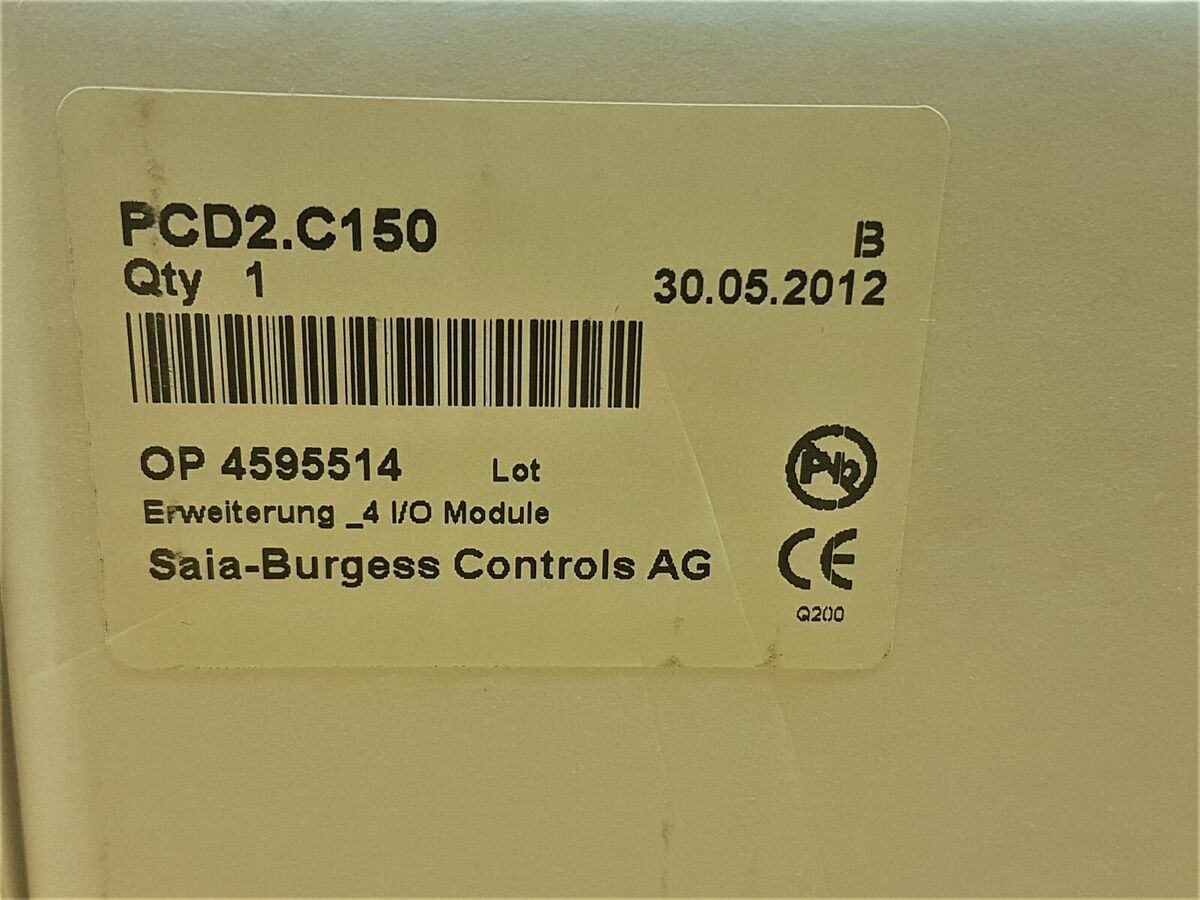 PCD2.C150
B
Qty 1
30.05.2012
OP 4595514 Lot
Pb
Erweiterung _4 I/O Module
Saia-Burgess Controls AG
CE
Q200